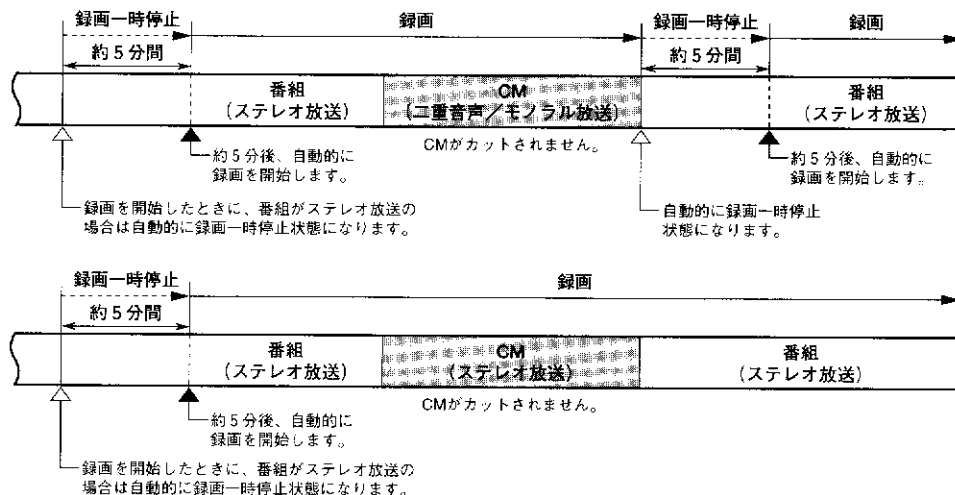 録画一時停止
録画
録画一時停止
録画
約5分間
約5分間
番組
(ステレオ放送)
CM
(二重音声／モノラル放送)
番組
(ステレオ放送)
CMがカットされません。
約5分後、自動的に
録画を開始します。
約5分後、自動的に
録画を開始します。
録画を開始したときに、番組がステレオ放送の
場合は自動的に録画一時停止状態になります。
自動的に録画一時停止
状態になります。
録画一時停止
録画
約5分間
番組
(ステレオ放送)
CM
(ステレオ放送)
番組
(ステレオ放送)
CMがカットされません。
約5分後、自動的に
録画を開始します。
録画を開始したときに、番組がステレオ放送の
場合は自動的に録画一時停止状態になります。